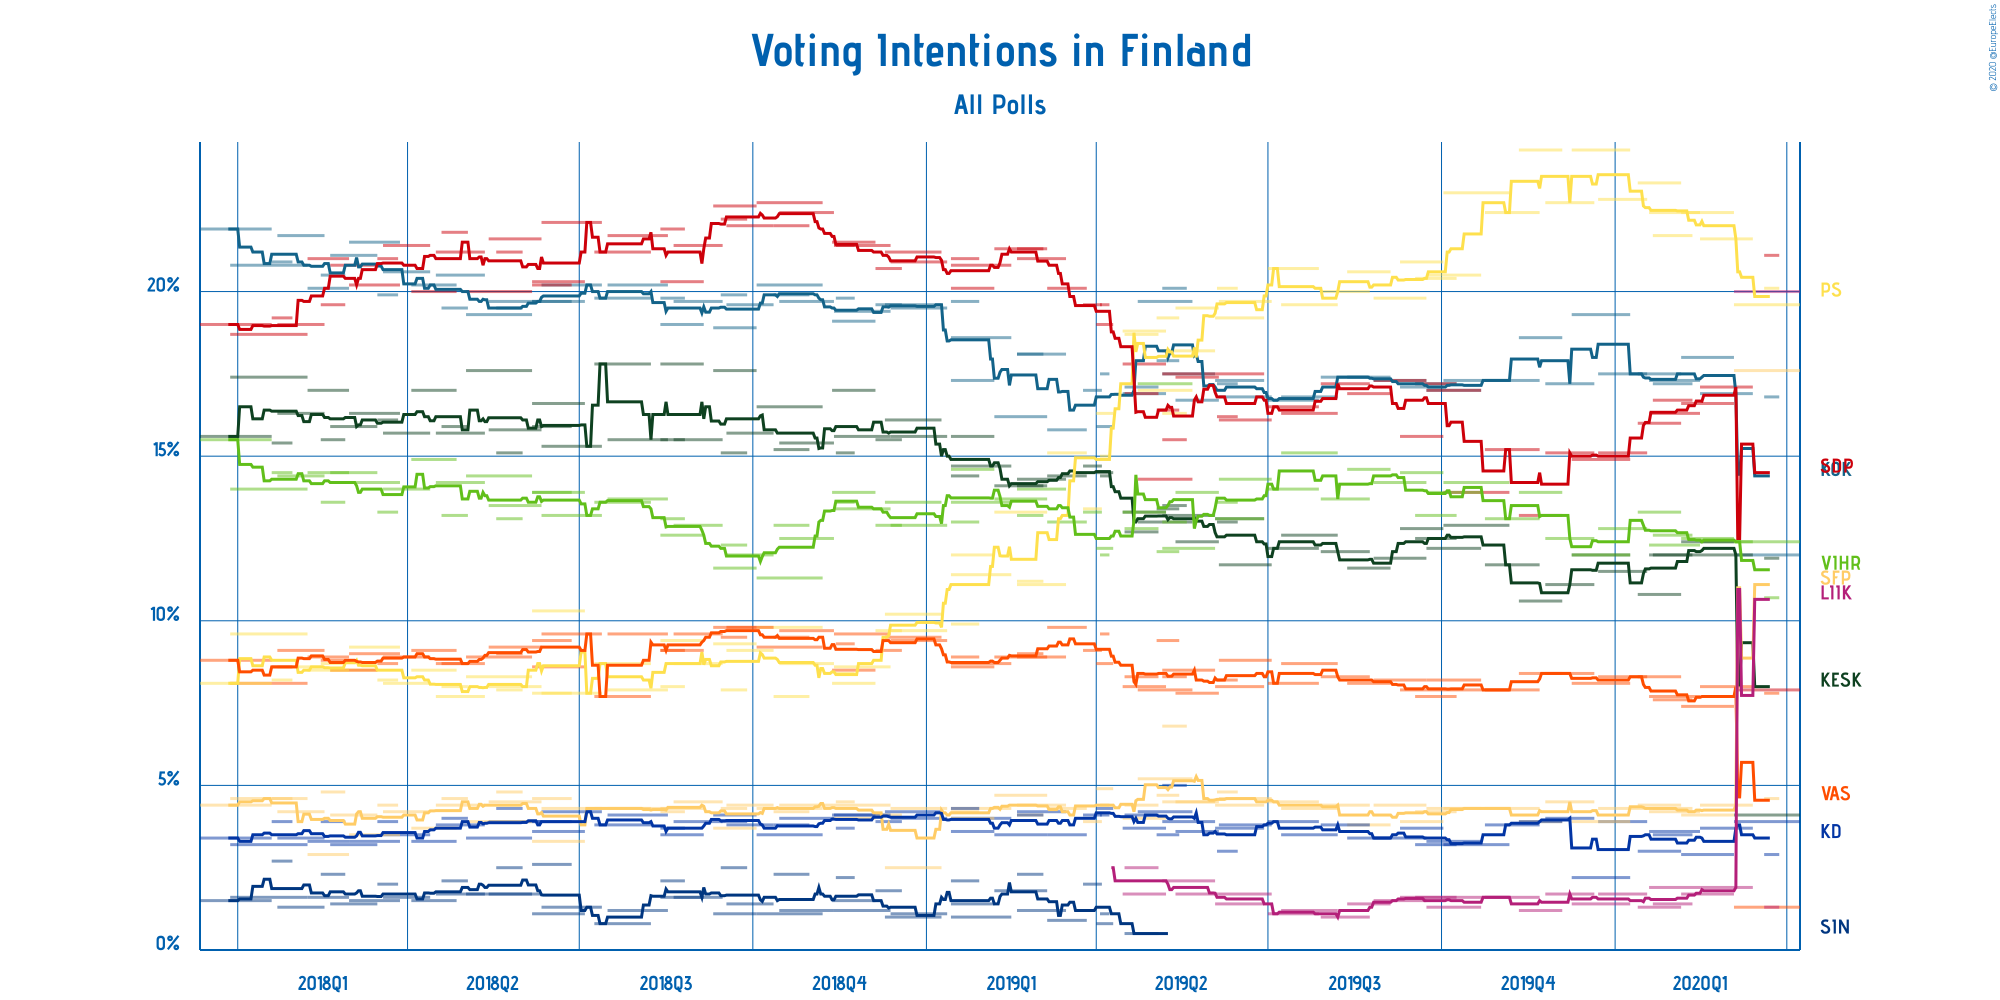 Voting Intentions in Finland
All Polls
© 2020 @EuropeElects
20%
15%
10%
5%
0%
PS
SDP
KOK
VIHR
SFP
LIIK
KESK
VAS
KD
SIN
2018Q1
2018Q2
2018Q3
2018Q4
2019Q1
2019Q2
2019Q3
2019Q4
2020Q1